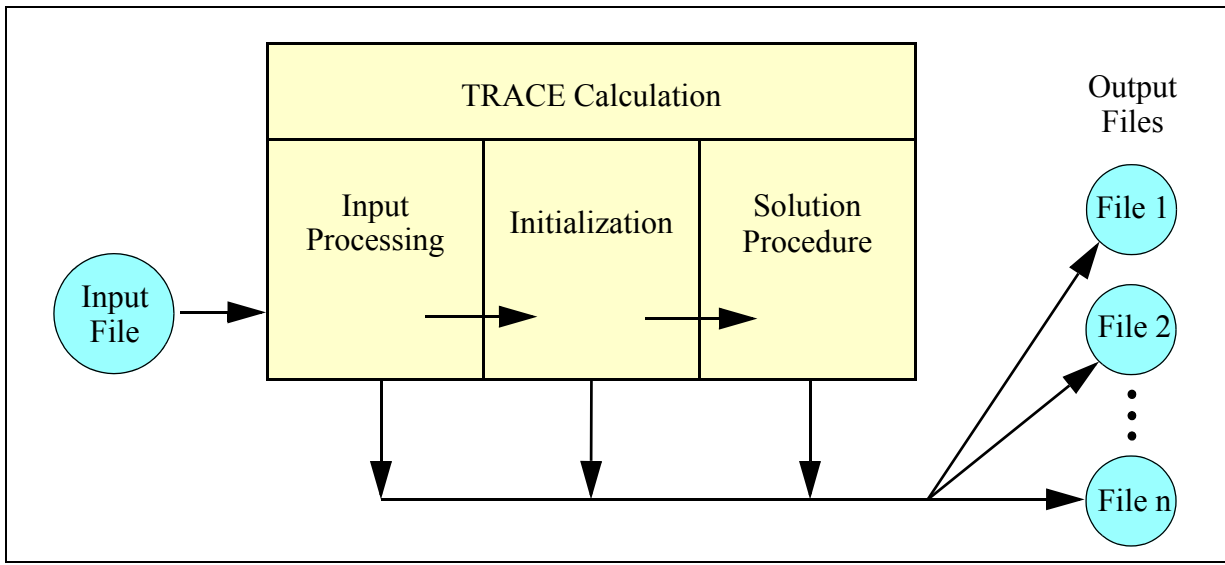 TRACE Calculation
Input
Processing
Initialization
Solution
Procedure
Input
File
Output
Files
File 1
File 2
File n